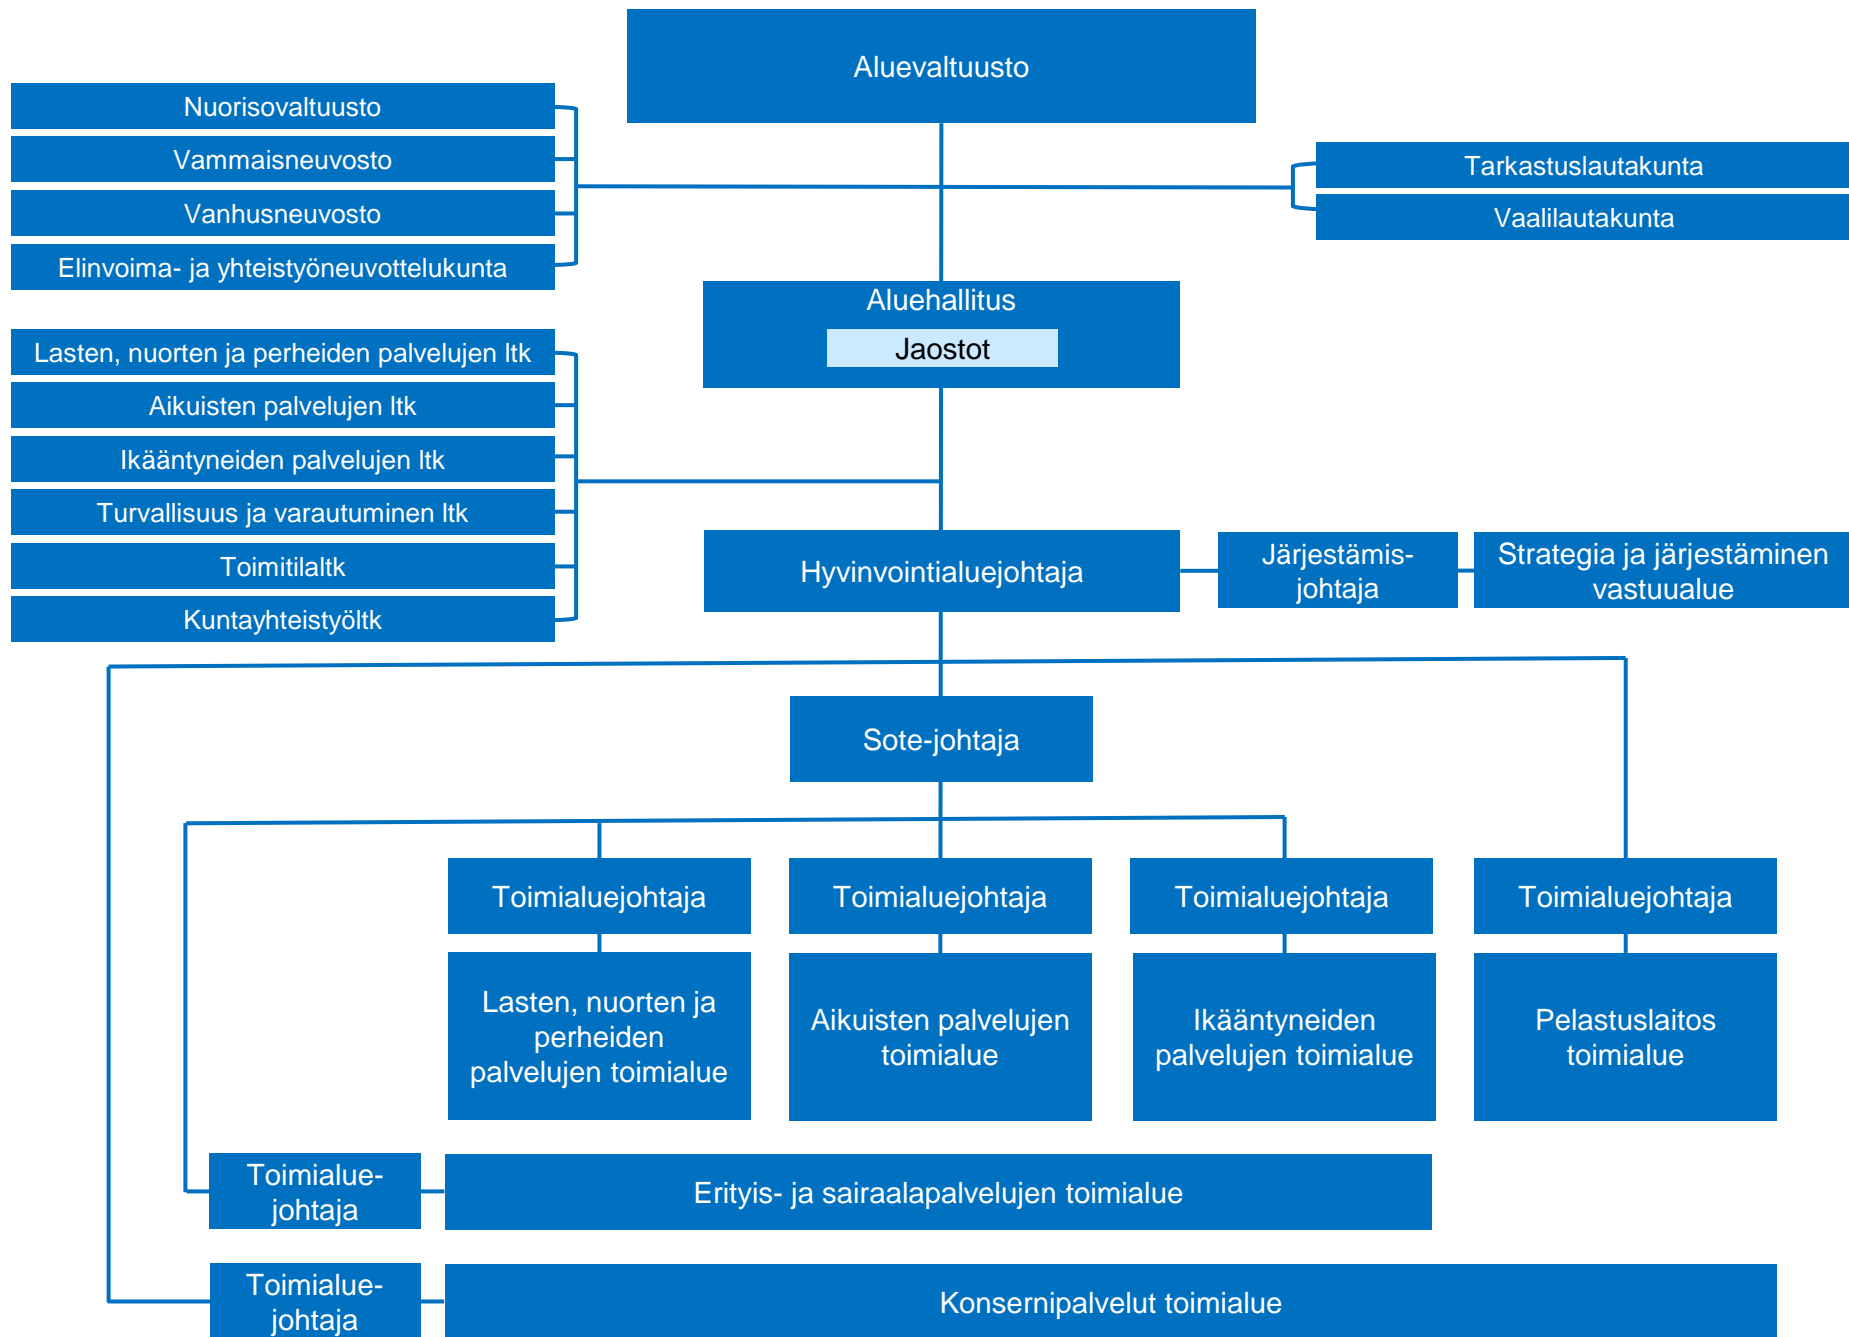 Aluevaltuusto
Nuorisovaltuusto
Vammaisneuvosto
Vanhusneuvosto
Elinvoima- ja yhteistyöneuvottelukunta
Tarkastuslautakunta
Vaalilautakunta
Aluehallitus
Jaostot
Lasten, nuorten ja perheiden palvelujen ltk
Aikuisten palvelujen ltk
Ikääntyneiden palvelujen ltk
Turvallisuus ja varautuminen ltk
Toimitilaltk
Kuntayhteistyöltk
Hyvinvointialuejohtaja
Järjestämis-
johtaja
Strategia ja järjestäminen
vastuualue
Sote-johtaja
Toimialuejohtaja
Toimialuejohtaja
Toimialuejohtaja
Toimialuejohtaja
Lasten, nuorten ja
perheiden
palvelujen toimialue
Aikuisten palvelujen
toimialue
Ikääntyneiden
palvelujen toimialue
Pelastuslaitos
toimialue
Toimialue-
johtaja
Erityis- ja sairaalapalvelujen toimialue
Toimialue-
johtaja
Konsernipalvelut toimialue